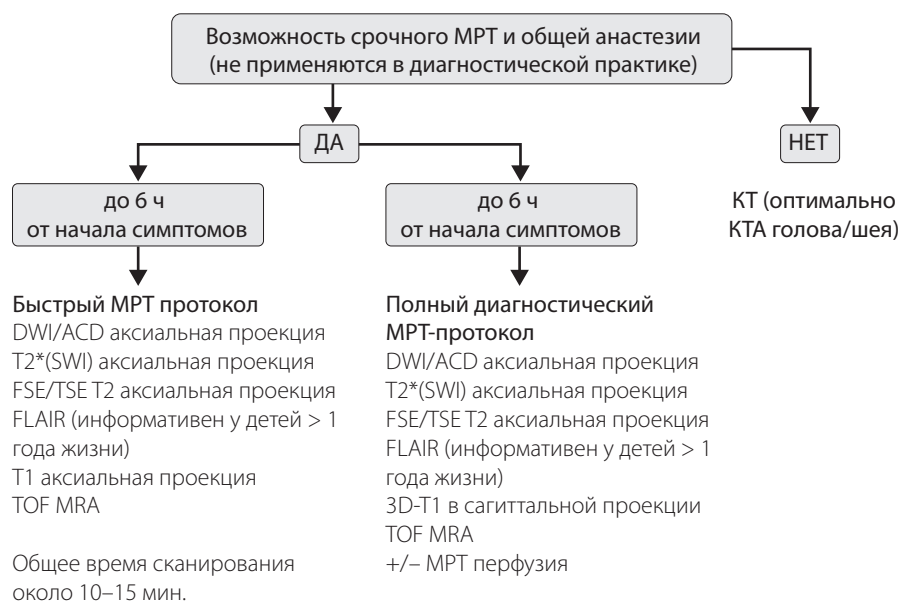 Возможность срочного МРТ и общей анастезии
(не применяются в диагностической практике)
ДА
НЕТ
до 6 ч
от начала симптомов
до 6 ч
от начала симптомов
КТ (оптимально
КТА голова/шея)
Быстрый МРТ протокол
DWI/ACD аксиальная проекция
T2*(SWI) аксиальная проекция
FSE/TSE T2 аксиальная проекция
FLAIR (информативен у детей > 1
года жизни)
T1 аксиальная проекция
TOF MRA
Общее время сканирования
около 10–15 мин.
Полный диагностический
МРТ-протокол
DWI/ACD аксиальная проекция
T2*(SWI) аксиальная проекция
FSE/TSE T2 аксиальная проекция
FLAIR (информативен у детей > 1
года жизни)
3D-T1 в сагиттальной проекции
TOF MRA
+/– МРТ перфузия